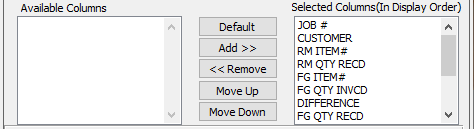 Available Columns
Default
Add >>
<< Remove
Move Up
Move Down
Selected Columns(In Display Order)
JOB #
CUSTOMER
RM ITEM#
RM QTY RECD
FG ITEM#
FG QTY INVCD
DIFFERENCE
FG QTY RECD